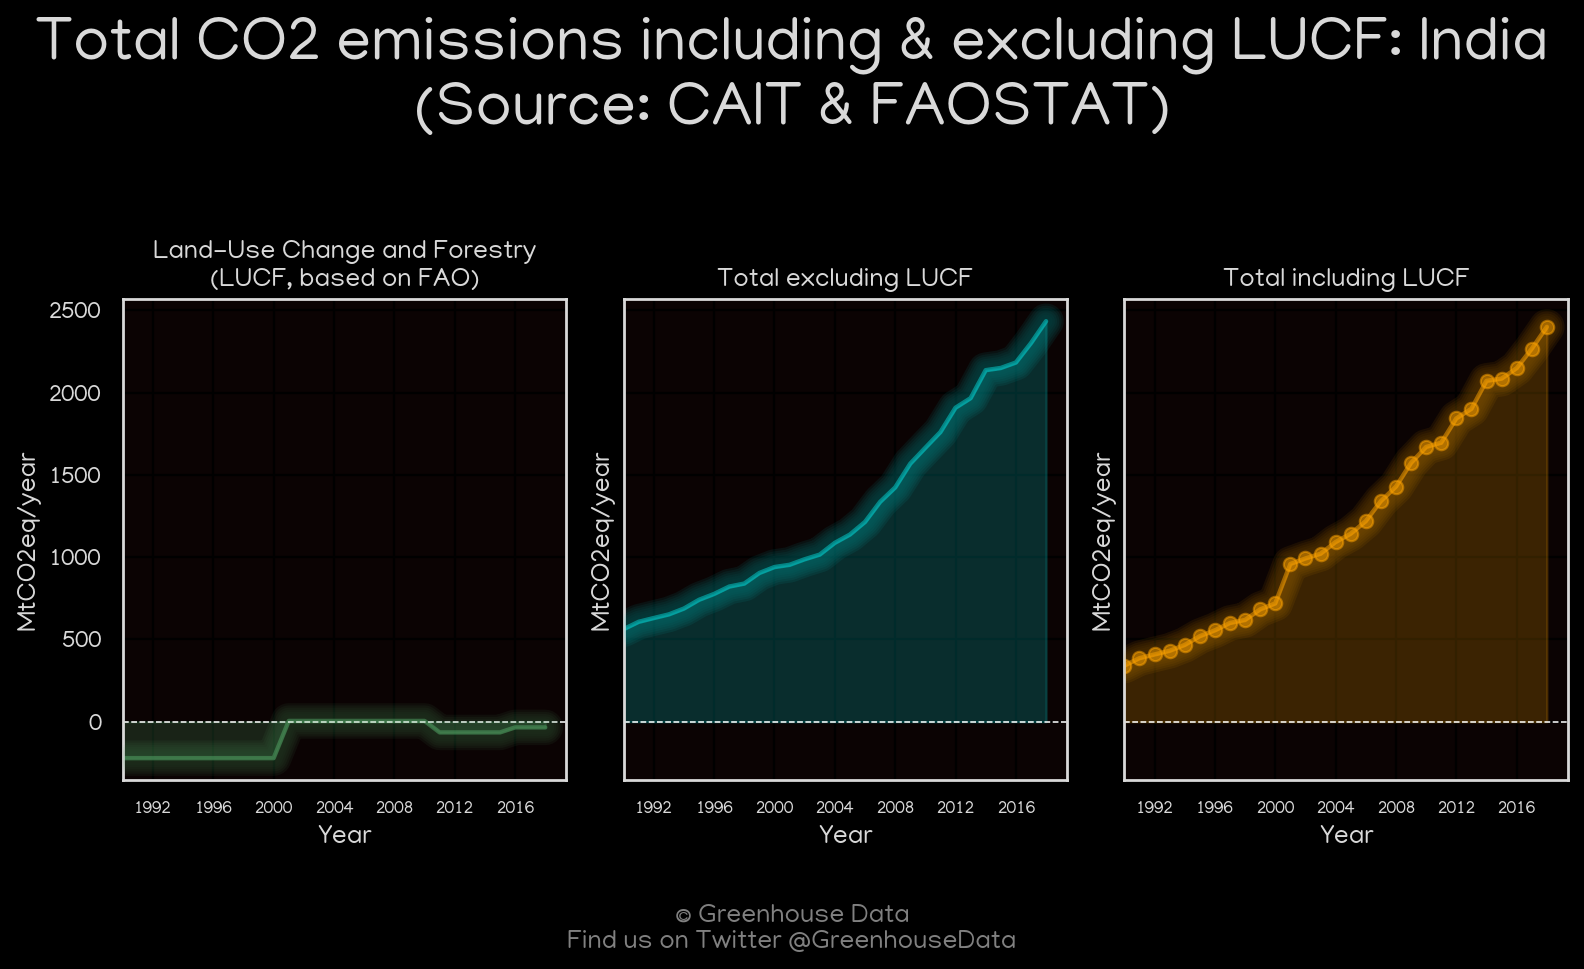 Total CO2 emissions including & excluding LUCF: India
(Source: CAIT & FAOSTAT)
Land-Use Change and Forestry
(LUCF, based on FAO)
Total excluding LUCF
Total including LUCF
2500
2000
1500
1000
500
0
MtCO2eq/year
MtCO2eq/year
MtCO2eq/year
1992 1996 2000 2004 2008 2012 2016
1992 1996 2000 2004 2008 2012 2016
1992 1996 2000 2004 2008 2012 2016
Year
Year
Year
© Greenhouse Data
Find us on Twitter @GreenhouseData